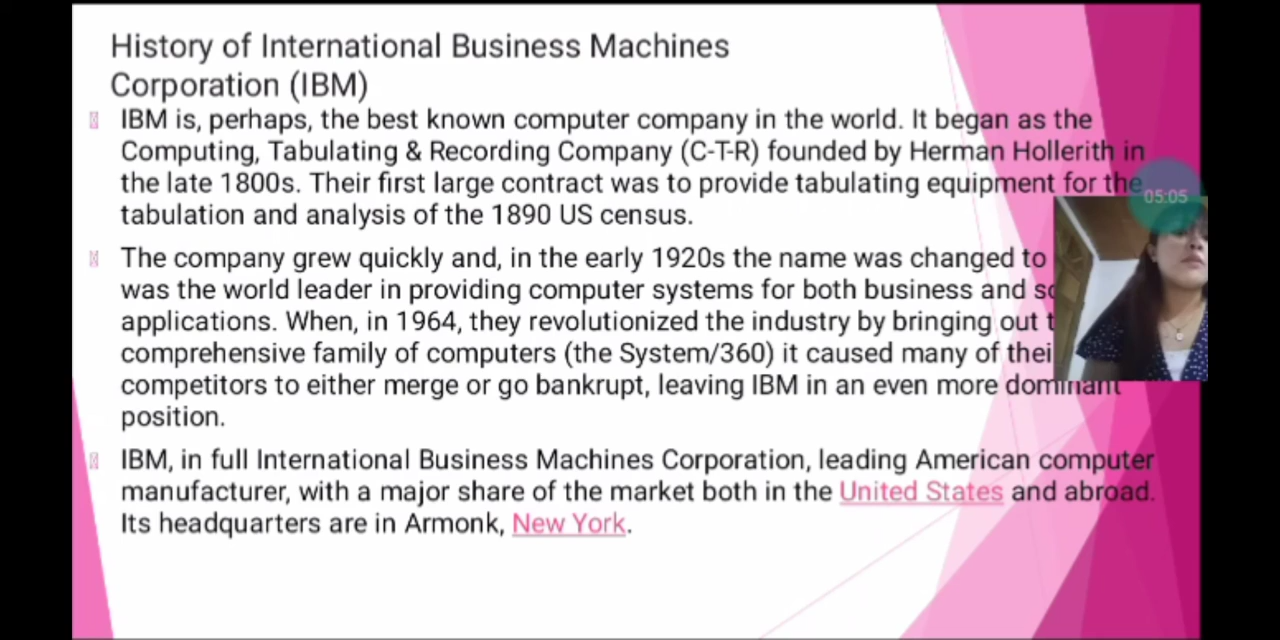 History of International Business Machines
Corporation (IBM)
IBM is, perhaps, the best known computer company in the world. It began as the
Computing, Tabulating & Recording Company (C-T-R) founded by Herman Hollerith in
the late 1800s. Their first large contract was to provide tabulating equipment for the
tabulation and analysis of the 1890 US census.
05:05
The company grew quickly and, in the early 1920s the name was changed to
was the world leader in providing computer systems for both business and
applications. When, in 1964, they revolutionized the industry by bringing out
comprehensive family of computers (the System/360) it caused many of
competitors to either merge or go bankrupt, leaving IBM in an even more dominant
position.
IBM, in full International Business Machines Corporation, leading American computer
manufacturer, with a major share of the market both in the United States and abroad.
Its headquarters are in Armonk, New York.